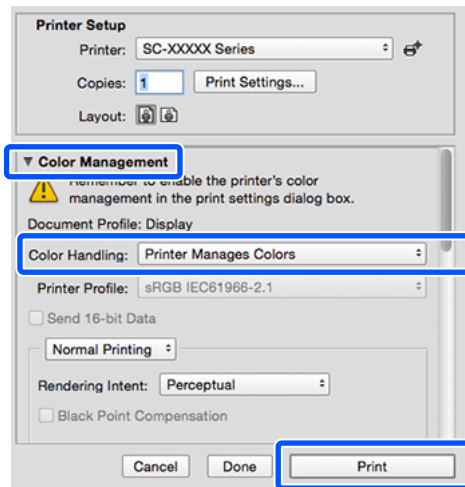 Printer Setup
Printer: SC-XXXXX Series
Copies: 1 Print Settings...
Layout:
Color Management
Remember to enable the printer's color
management in the print settings dialog box.
Document Profile: Display
Color Handling: Printer Manages Colors
Printer Profile: sRGB IEC61966-2.1
Send 16-bit Data
Normal Printing
Rendering Intent: Perceptual
Black Point Compensation
Cancel Done Print